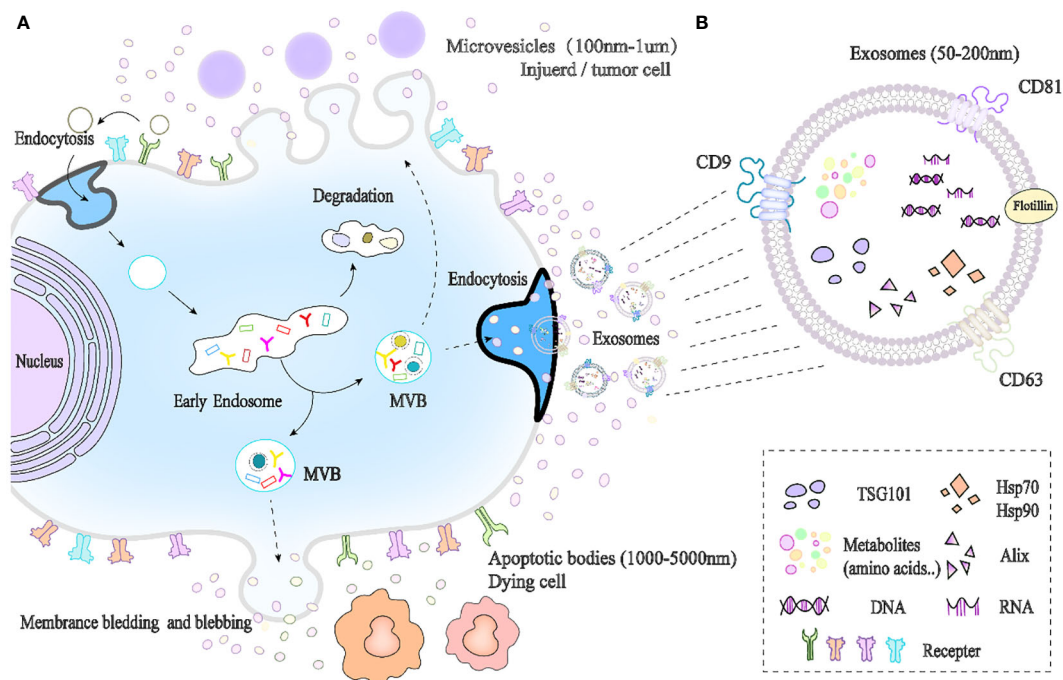 A
Microvesicles (100nm-1um)
Injuerd / tumor cell
Endocytosis
Degradation
Endocytosis
Nucleus
Exosomes
Early Endosome
MVB
MVB
Apoptotic bodies (1000-5000nm)
Dying cell
Membrance bledding and blebbing
B
Exosomes (50-200nm)
CD81
CD9
Flotillin
CD63
TSG101
Hsp70
Hsp90
Metabolites
(amino acids..)
Alix
DNA
RNA
Recepter